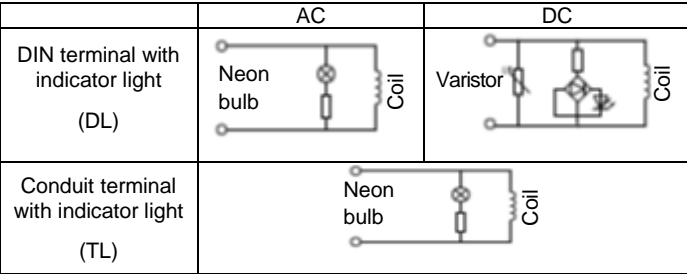 AC
DC
DIN terminal with
indicator light
(DL)
Neon
bulb
Coil
Varistor
Coil
Conduit terminal
with indicator light
(TL)
Neon
bulb
Coil